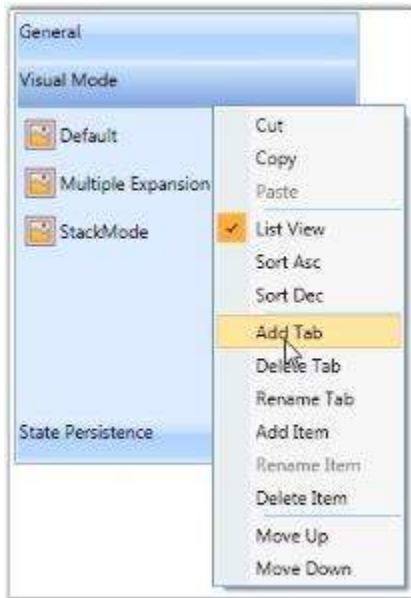 General
Visual Mode
Default
Multiple Expansion
StackMode
State Persistence
Cut
Copy
Paste
List View
Sort Asc
Sort Dec
Add Tab
Delete Tab
Rename Tab
Add Item
Rename Item
Delete Item
Move Up
Move Down